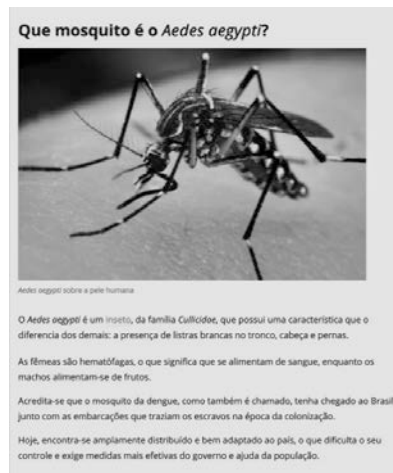 Que mosquito é o Aedes aegypti?
Aedes aegypti sobre a pele humana
O Aedes aegypti é um inseto, da família Cullicidae, que possui uma característica que o
diferencia dos demais: a presença de listras brancas no tronco, cabeça e pernas.
As fêmeas são hematófagas, o que significa que se alimentam de sangue, enquanto os
machos alimentam-se de frutos.
Acredita-se que o mosquito da dengue, como também é chamado, tenha chegado ao Brasil
junto com as embarcações que traziam os escravos na época da colonização.
Hoje, encontra-se amplamente distribuído e bem adaptado ao país, o que dificulta o seu
controle e exige medidas mais efetivas do governo e ajuda da população.